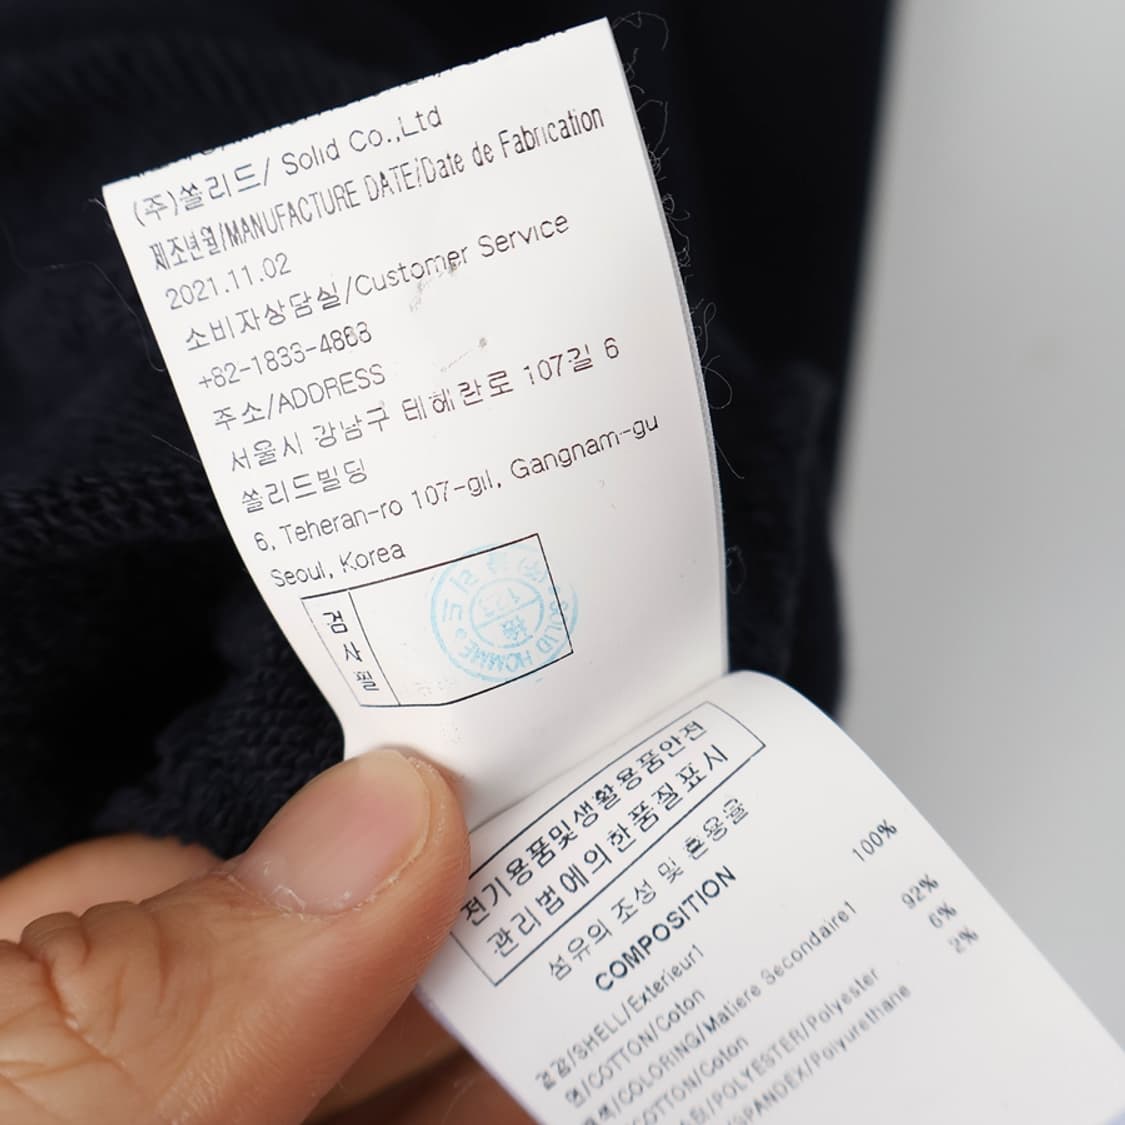 (주)쏠리드/ Solid Co.,Ltd
제조년월/MANUFACTURE DATE/Date de Fabrication
2021.11.02
소비자상담실/Customer Service
+82-1833-4863
주소/ADDRESS
서울시 강남구 테헤란로 107길 6
쏠리드빌딩
6, Teheran-ro 107-gil, Gangnam-gu
Seoul, Korea
검사필
SOLID HOMME
123
전기용품및생활용품안전
관리법에의한품질표시
섬유의 조성 및 혼용율
COMPOSITION
겉감/SHELL/Exterieur1
면/COTTON/Coton 100%
배색/COLORING/Matiere Secondaire1
COTTON/Coton 92%
POLYESTER/Polyester 6%
SPANDEX/Polyurethane 2%